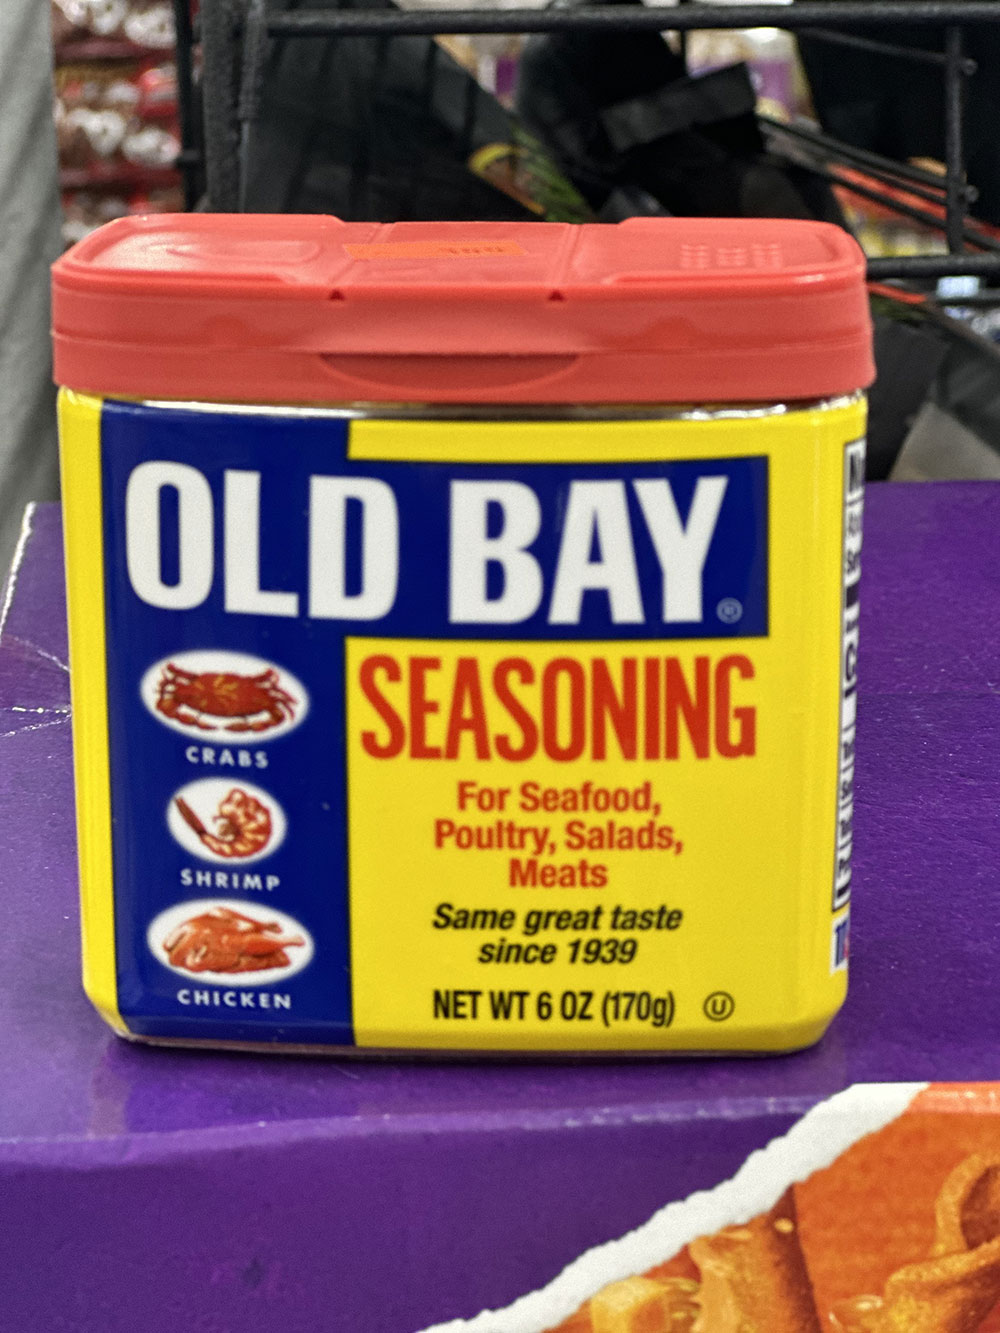 OLD BAY®
SEASONING
For Seafood,
Poultry, Salads,
Meats
Same great taste
since 1939
NET WT 6 OZ (170g) Ⓤ
CRABS
SHRIMP
CHICKEN